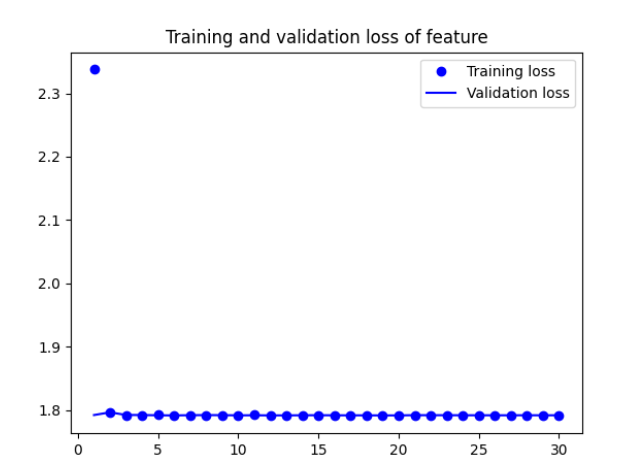 Training and validation loss of feature
Training loss
Validation loss
2.3
2.2
2.1
2.0
1.9
1.8
0 5 10 15 20 25 30